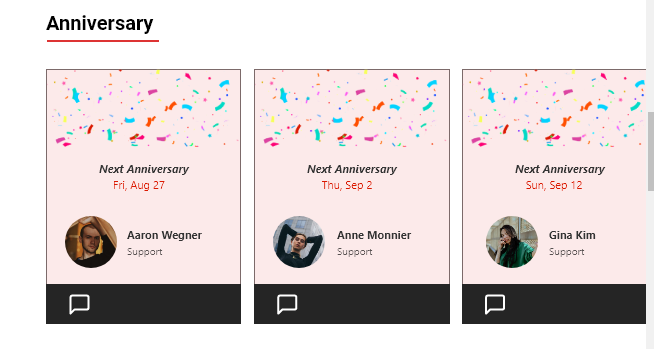 Anniversary
Next Anniversary
Fri, Aug 27
Aaron Wegner
Support
Next Anniversary
Thu, Sep 2
Anne Monnier
Support
Next Anniversary
Sun, Sep 12
Gina Kim
Support